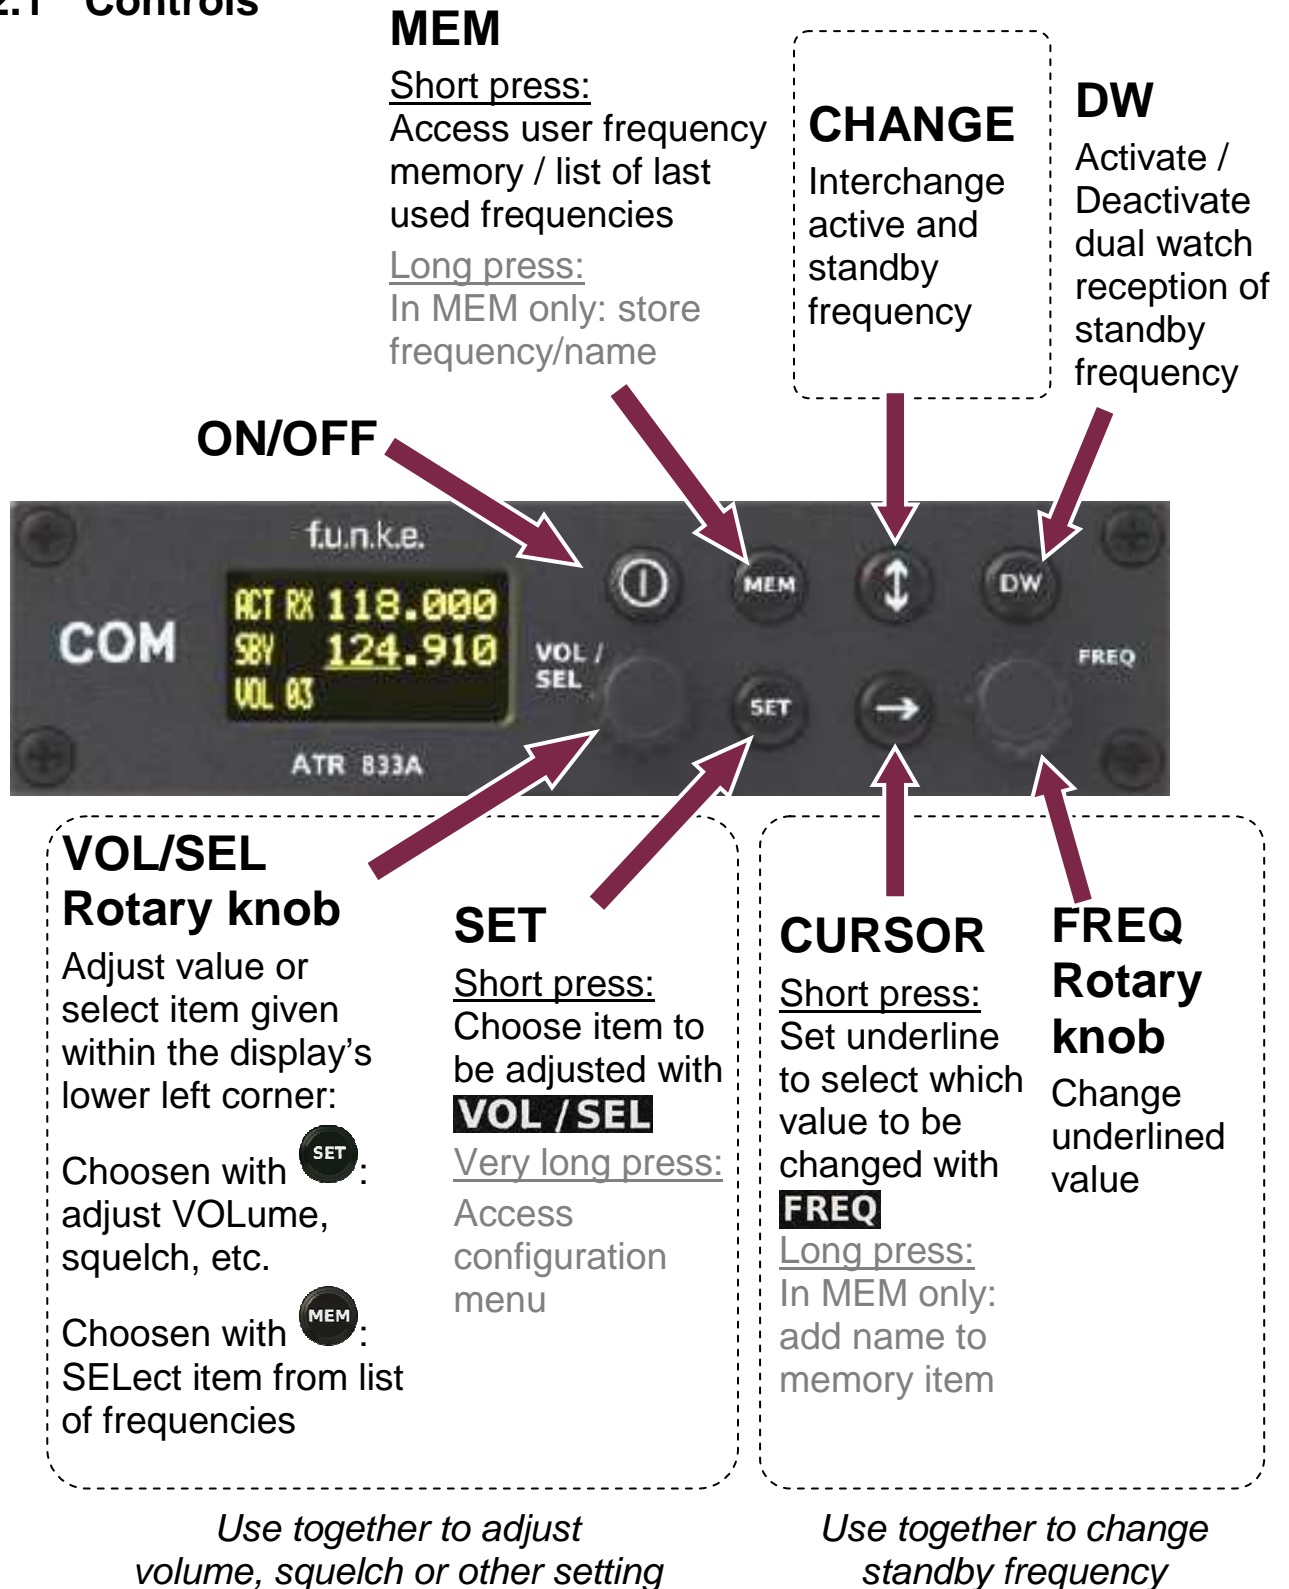 2.1 Controls
MEM
Short press:
Access user frequency
memory / list of last
used frequencies
Long press:
In MEM only: store
frequency/name
CHANGE
Interchange
active and
standby
frequency
DW
Activate /
Deactivate
dual watch
reception of
standby
frequency
ON/OFF
f.u.n.k.e.
COM
ACT RX 118.000
SBY 124.910
VOL 03
ATR 833A
VOL /
SEL
MEM
DW
SET
FREQ
VOL/SEL
Rotary knob
Adjust value or
select item given
within the display's
lower left corner:
Choosen with SET :
adjust VOLume,
squelch, etc.
Choosen with MEM :
SELect item from list
of frequencies
SET
Short press:
Choose item to
be adjusted with
VOL / SEL
Very long press:
Access
configuration
menu
CURSOR
Short press:
Set underline
to select which
value to be
changed with
FREQ
Long press:
In MEM only:
add name to
memory item
FREQ
Rotary
knob
Change
underlined
value
Use together to adjust
volume, squelch or other setting
Use together to change
standby frequency